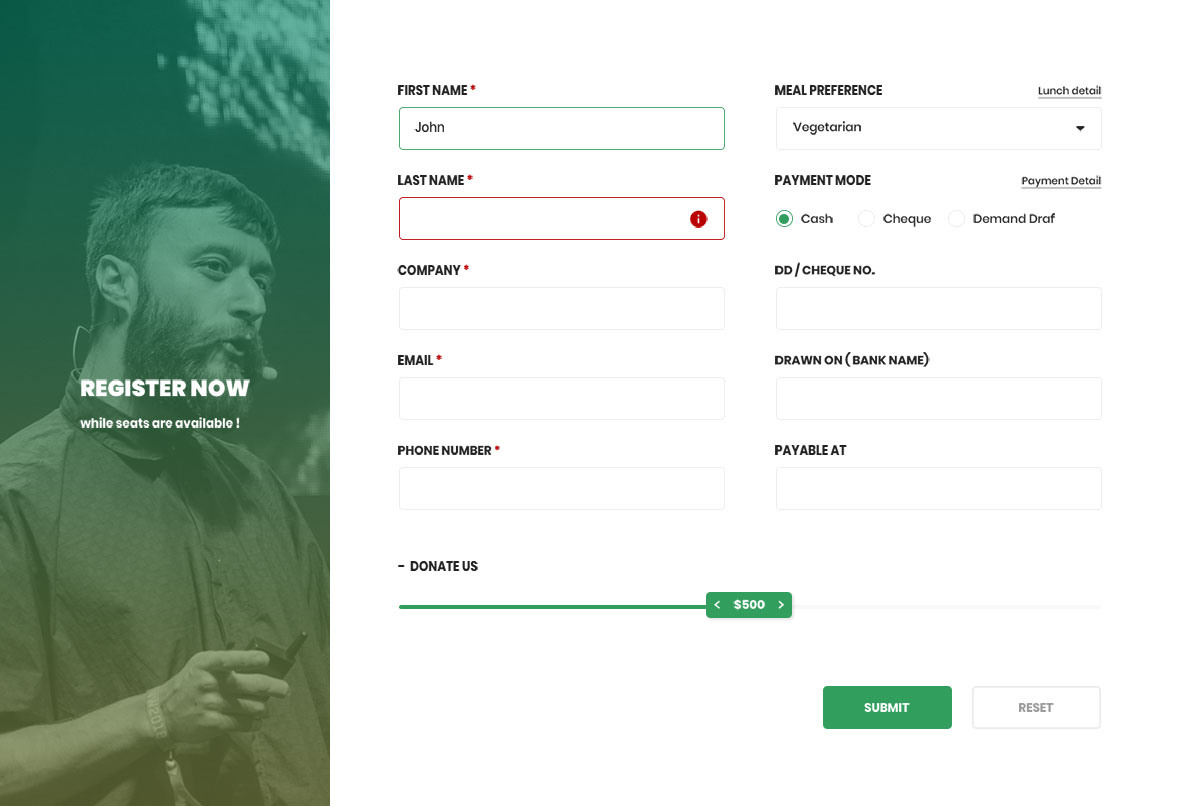 REGISTER NOW
while seats are available !
FIRST NAME *
John
LAST NAME *
COMPANY *
EMAIL *
PHONE NUMBER *
MEAL PREFERENCE
Lunch detail
Vegetarian
PAYMENT MODE
Payment Detail
Cash
Cheque
Demand Draf
DD / CHEQUE NO.
DRAWN ON ( BANK NAME)
PAYABLE AT
- DONATE US
< $500 >
SUBMIT
RESET